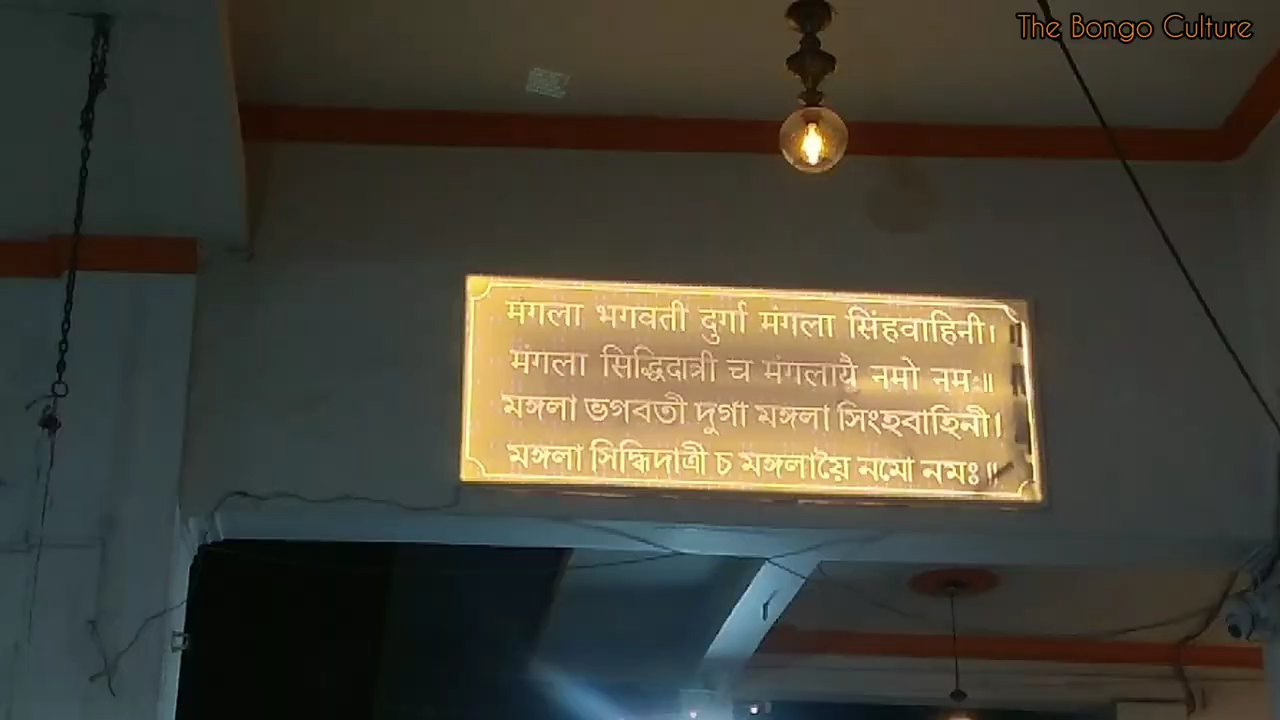 The Bongo Culture
मंगला भगवती दुर्गा मंगला सिंहवाहिनी।
मंगला सिद्धिदात्री च मंगलायै नमो नमः॥
মঙ্গলা ভগবতী দুর্গা মঙ্গলা সিংহবাহিনী।
মঙ্গলা সিদ্ধিদাত্রী চ মঙ্গলায়ৈ নমো নমঃ॥